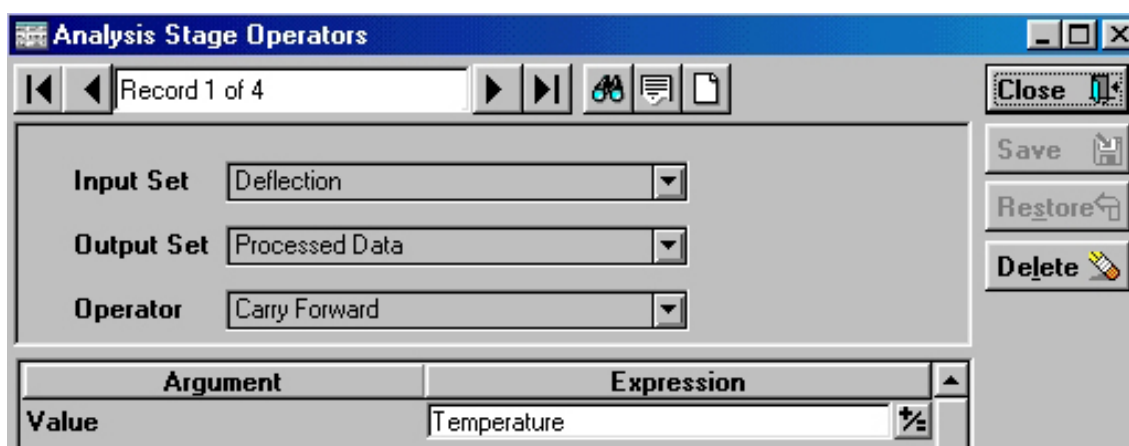 Analysis Stage Operators
Record 1 of 4
Close
Save
Restore
Delete
Input Set Deflection
Output Set Processed Data
Operator Carry Forward
Argument Expression
Value Temperature